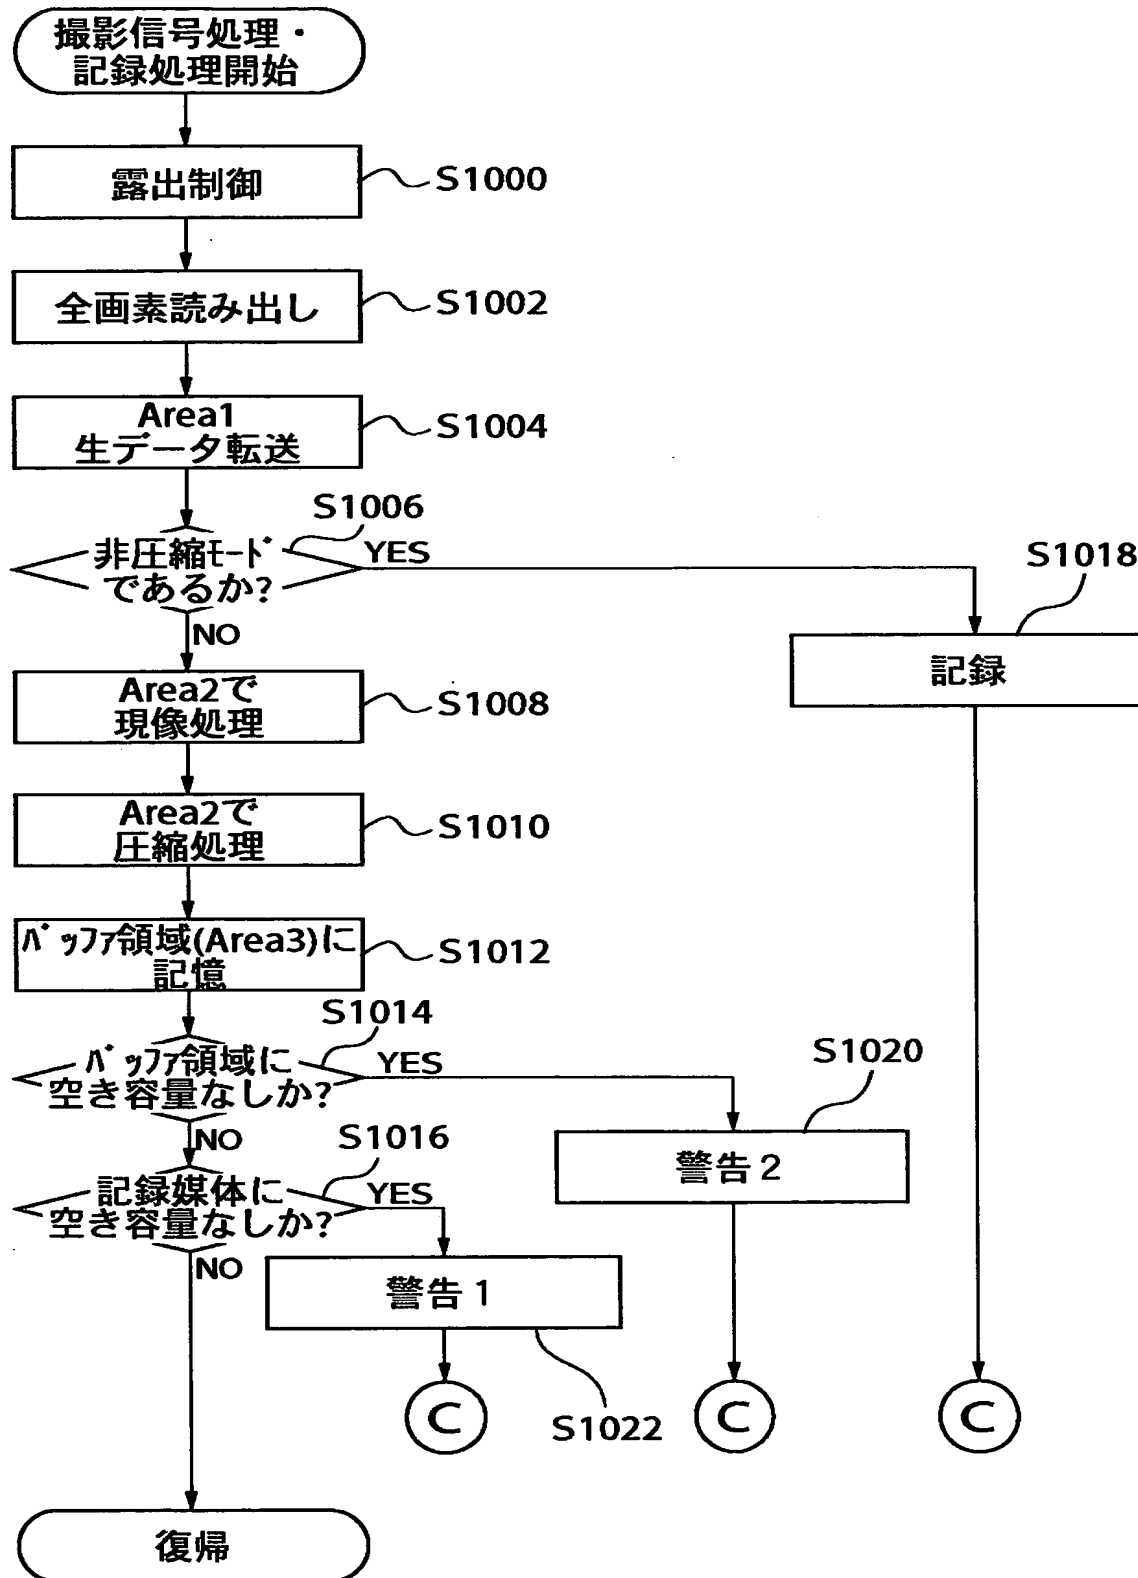 撮影信号処理・
記録処理開始
露出制御
S1000
全画素読み出し
S1002
Area1
生データ転送
S1004
S1006
非圧縮ﾓｰﾄﾞ
であるか?
YES
NO
S1018
記録
Area2で
現像処理
S1008
Area2で
圧縮処理
S1010
ﾊﾞｯﾌｧ領域(Area3)に
記憶
S1012
S1014
ﾊﾞｯﾌｧ領域に
空き容量なしか?
YES
NO
S1020
警告2
S1016
記録媒体に
空き容量なしか?
YES
NO
警告1
S1022
C
C
C
復帰